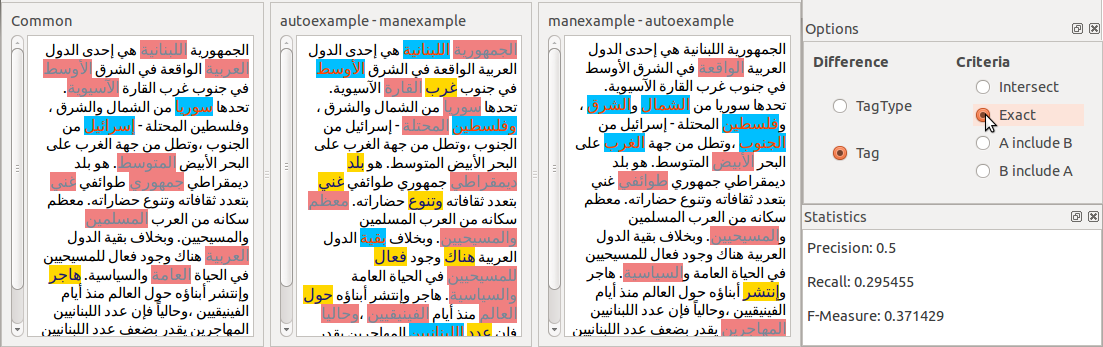 Common
الجمهورية اللبنانية هي إحدى الدول
العربية الواقعة في الشرق الأوسط
في جنوب غرب القارة الآسيوية.
تحدها سوريا من الشمال والشرق ،
وفلسطين المحتلة - إسرائيل من
الجنوب ،وتطل من جهة الغرب على
البحر الأبيض المتوسط. هو بلد
ديمقراطي جمهوري طوائفي غني
بتعدد ثقافاته وتنوع حضاراته. معظم
سكانه من العرب المسلمين
والمسيحيين. وبخلاف بقية الدول
العربية هناك وجود فعال للمسيحيين
في الحياة العامة والسياسية. هاجر
وإنتشر أبناؤه حول العالم منذ أيام
الفينيقيين ،وحالياً فإن عدد اللبنانيين
المهاجرين يقدر بضعف عدد اللبنانيين
autoexample - manexample
الجمهورية اللبنانية هي إحدى الدول
العربية الواقعة في الشرق الأوسط
في جنوب غرب القارة الآسيوية.
تحدها سوريا من الشمال والشرق ،
وفلسطين المحتلة - إسرائيل من
الجنوب ،وتطل من جهة الغرب على
البحر الأبيض المتوسط. هو بلد
ديمقراطي جمهوري طوائفي غني
بتعدد ثقافاته وتنوع حضاراته. معظم
سكانه من العرب المسلمين
والمسيحيين. وبخلاف بقية الدول
العربية هناك وجود فعال
للمسيحيين في الحياة العامة
والسياسية. هاجر وإنتشر أبناؤه حول
العالم منذ أيام الفينيقيين ،وحالياً
فإن عدد اللبنانيين المهاجرين يقدر
manexample - autoexample
الجمهورية اللبنانية هي إحدى الدول
العربية الواقعة في الشرق الأوسط
في جنوب غرب القارة الآسيوية.
تحدها سوريا من الشمال والشرق ،
وفلسطين المحتلة - إسرائيل من
الجنوب ،وتطل من جهة الغرب على
البحر الأبيض المتوسط. هو بلد
ديمقراطي جمهوري طوائفي غني
بتعدد ثقافاته وتنوع حضاراته. معظم
سكانه من العرب المسلمين
والمسيحيين. وبخلاف بقية الدول
العربية هناك وجود فعال للمسيحيين
في الحياة العامة والسياسية. هاجر
وإنتشر أبناؤه حول العالم منذ أيام
الفينيقيين ،وحالياً فإن عدد اللبنانيين
المهاجرين يقدر بضعف عدد اللبنانيين
Options
Difference
TagType
Tag
Criteria
Intersect
Exact
A include B
B include A
Statistics
Precision: 0.5
Recall: 0.295455
F-Measure: 0.371429